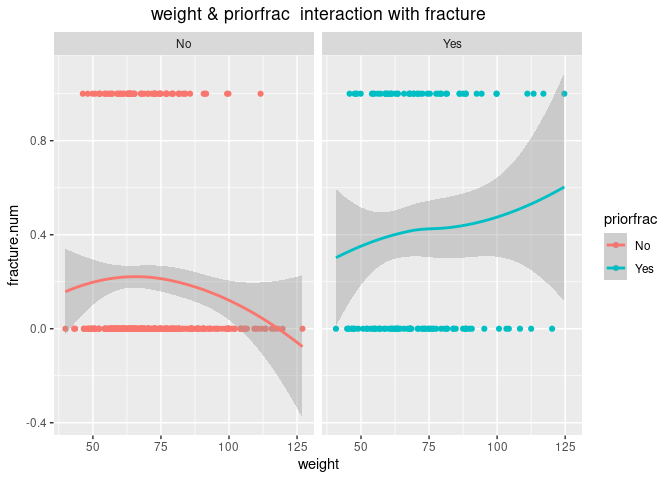 weight & priorfrac  interaction with fracture
No
Yes
0.8
0.4
0.0
-0.4
fracture.num
50
75
100
125
50
75
100
125
weight
priorfrac
No
Yes